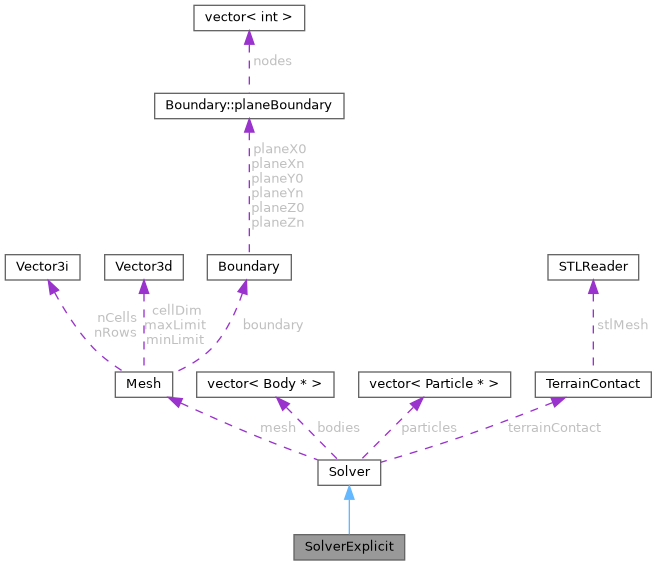 vector< int >
nodes
Boundary::planeBoundary
planeX0
planeXn
planeY0
planeYn
planeZ0
planeZn
Vector3i
Vector3d
Boundary
STLReader
nCells
nRows
cellDim
maxLimit
minLimit
boundary
stlMesh
Mesh
vector< Body * >
vector< Particle * >
TerrainContact
mesh
bodies
particles
terrainContact
Solver
SolverExplicit